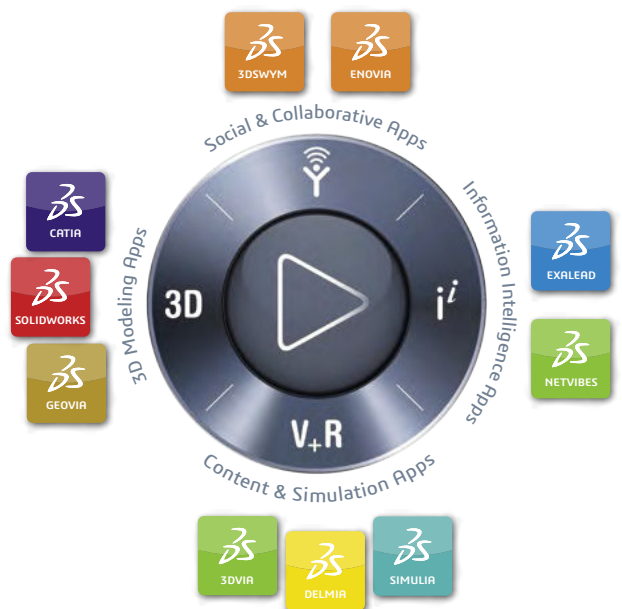 3DSWYM
ENOVIA
Social & Collaborative Apps
CATIA
SOLIDWORKS
GEOVIA
3D Modeling Apps
3D
iⁱ
Information Intelligence Apps
EXALEAD
NETVIBES
V+R
Content & Simulation Apps
3DVIA
DELMIA
SIMULIA